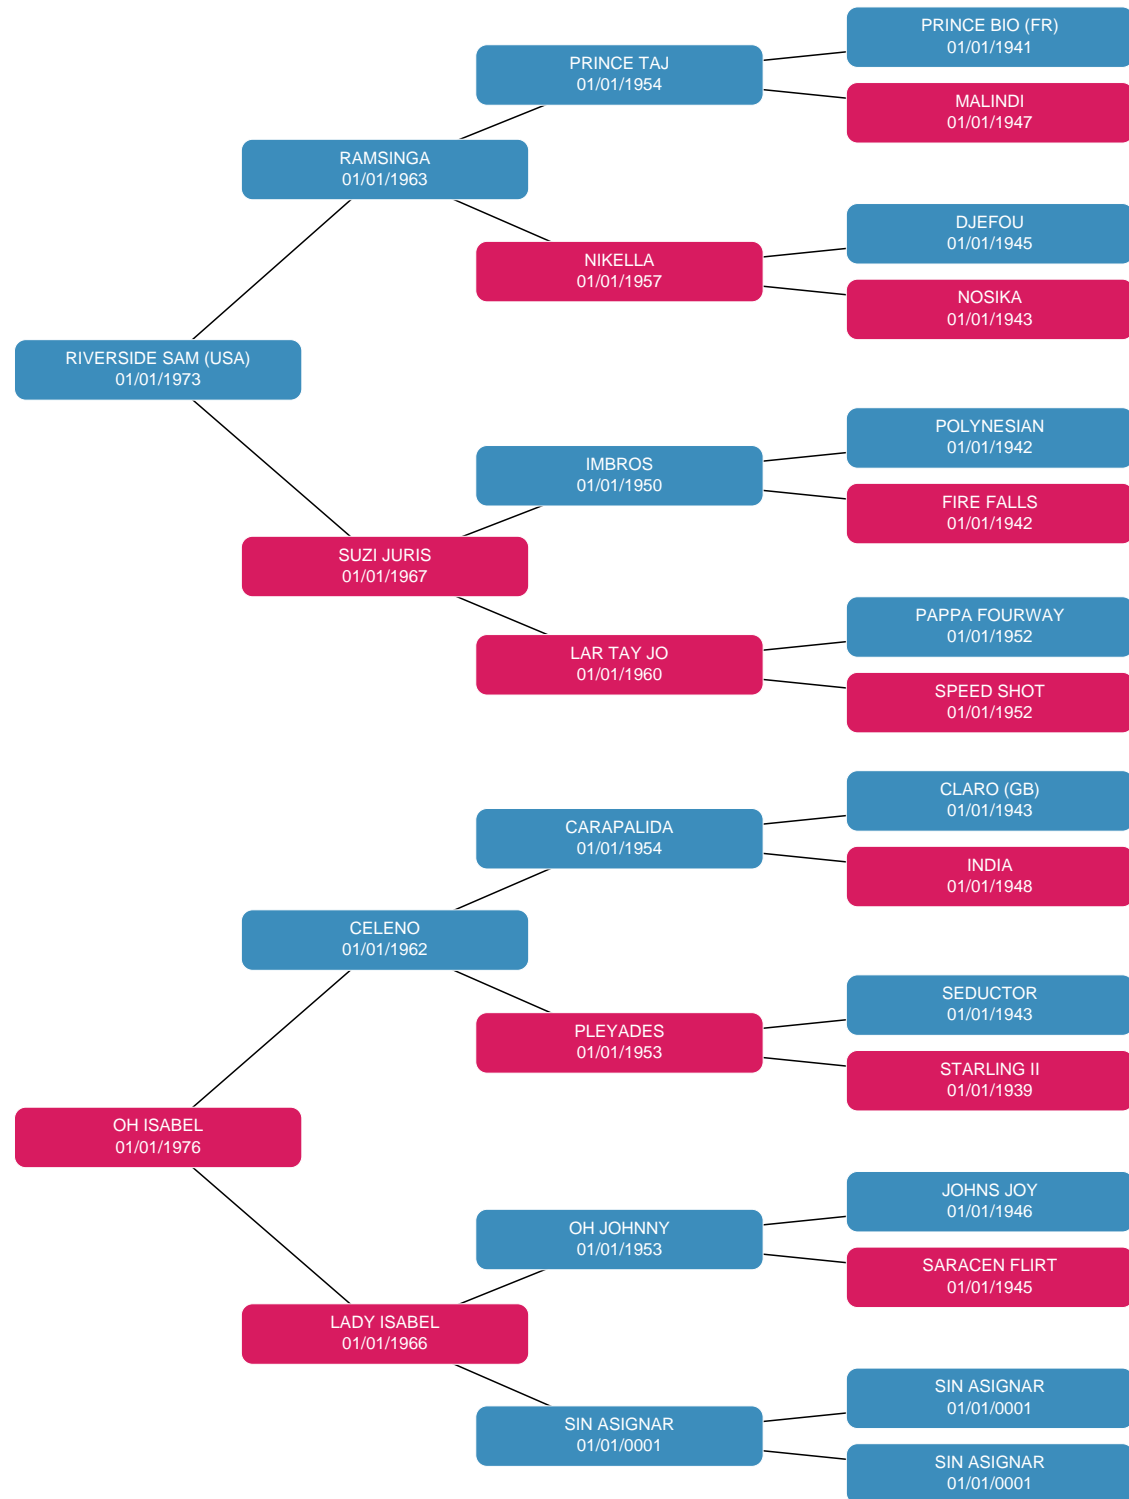 PRINCE BIO (FR)
01/01/1941
PRINCE TAJ
01/01/1954
MALINDI
01/01/1947
RAMSINGA
01/01/1963
DJEFOU
01/01/1945
NIKELLA
01/01/1957
NOSIKA
01/01/1943
RIVERSIDE SAM (USA)
01/01/1973
POLYNESIAN
01/01/1942
IMBROS
01/01/1950
FIRE FALLS
01/01/1942
SUZI JURIS
01/01/1967
PAPPA FOURWAY
01/01/1952
LAR TAY JO
01/01/1960
SPEED SHOT
01/01/1952
CLARO (GB)
01/01/1943
CARAPALIDA
01/01/1954
INDIA
01/01/1948
CELENO
01/01/1962
SEDUCTOR
01/01/1943
PLEYADES
01/01/1953
STARLING II
01/01/1939
OH ISABEL
01/01/1976
JOHNS JOY
01/01/1946
OH JOHNNY
01/01/1953
SARACEN FLIRT
01/01/1945
LADY ISABEL
01/01/1966
SIN ASIGNAR
01/01/0001
SIN ASIGNAR
01/01/0001
SIN ASIGNAR
01/01/0001